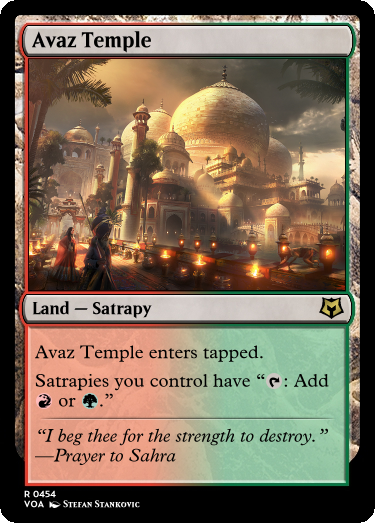 Avaz Temple
Land — Satrapy
Avaz Temple enters tapped.
Satrapies you control have “: Add
or .”
“I beg thee for the strength to destroy.”
—Prayer to Sahra
R 0454
VOA Stefan Stankovic